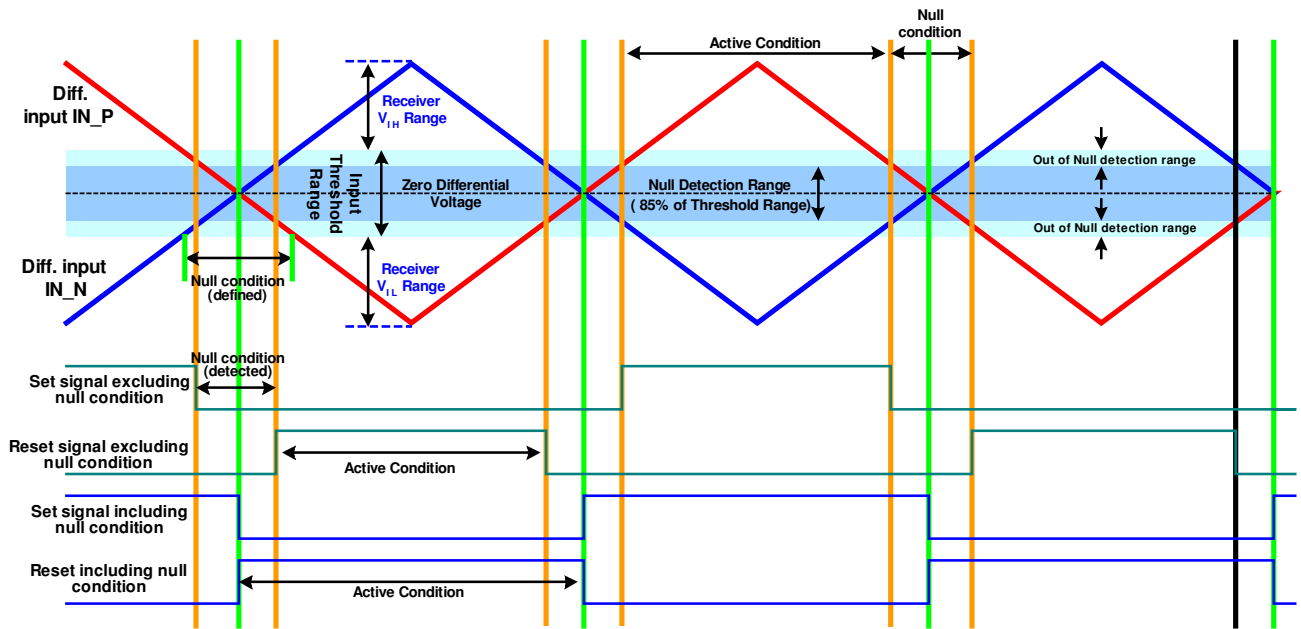 Null
condition
Active Condition
Diff.
input IN_P
Receiver
VIH Range
Input
Threshold
Range
Zero Differential
Voltage
Null Detection Range
( 85% of Threshold Range)
Out of Null detection range
Out of Null detection range
Diff. input
IN_N
Null condition
(defined)
Receiver
VIL Range
Null condition
(detected)
Set signal excluding
null condition
Reset signal excluding
null condition
Active Condition
Set signal including
null condition
Reset including null
condition
Active Condition